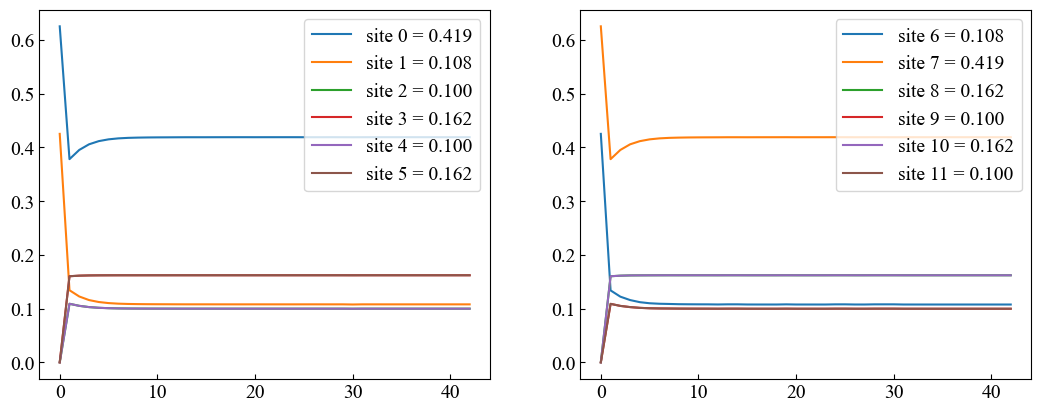 0.6
0.5
0.4
0.3
0.2
0.1
0.0
0
10
20
30
40
site 0 = 0.419
site 1 = 0.108
site 2 = 0.100
site 3 = 0.162
site 4 = 0.100
site 5 = 0.162
0.6
0.5
0.4
0.3
0.2
0.1
0.0
0
10
20
30
40
site 6 = 0.108
site 7 = 0.419
site 8 = 0.162
site 9 = 0.100
site 10 = 0.162
site 11 = 0.100